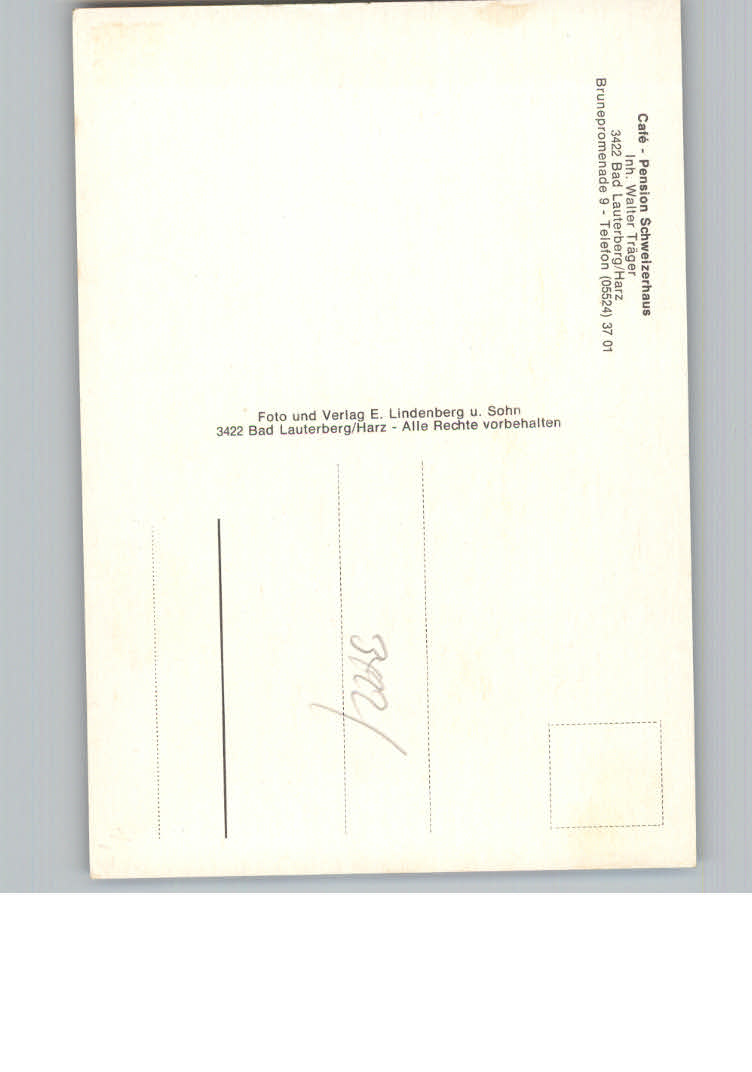 Café - Pension Schweizerhaus
Inh. Walter Träger
3422 Bad Lauterberg/Harz
Brunepromenade 9 - Telefon (05524) 37 01
Foto und Verlag E. Lindenberg u. Sohn
3422 Bad Lauterberg/Harz - Alle Rechte vorbehalten
3422